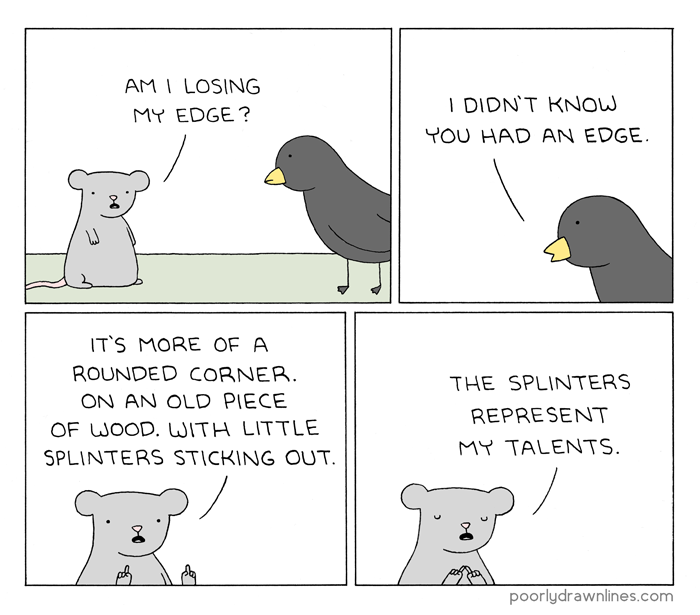 AM I LOSING
MY EDGE?
I DIDN'T KNOW
YOU HAD AN EDGE.
IT'S MORE OF A
ROUNDED CORNER.
ON AN OLD PIECE
OF WOOD. WITH LITTLE
SPLINTERS STICKING OUT.
THE SPLINTERS
REPRESENT
MY TALENTS.
poorlydrawnlines.com